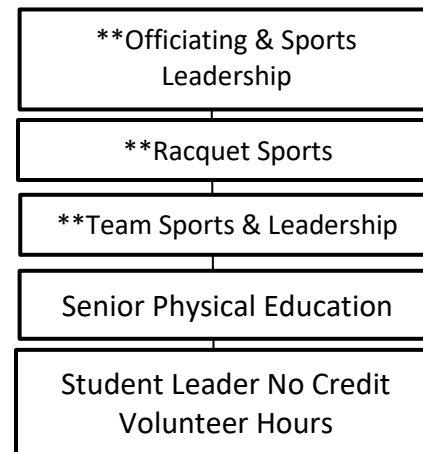 **Officiating & Sports
Leadership
**Racquet Sports
**Team Sports & Leadership
Senior Physical Education
Student Leader No Credit
Volunteer Hours